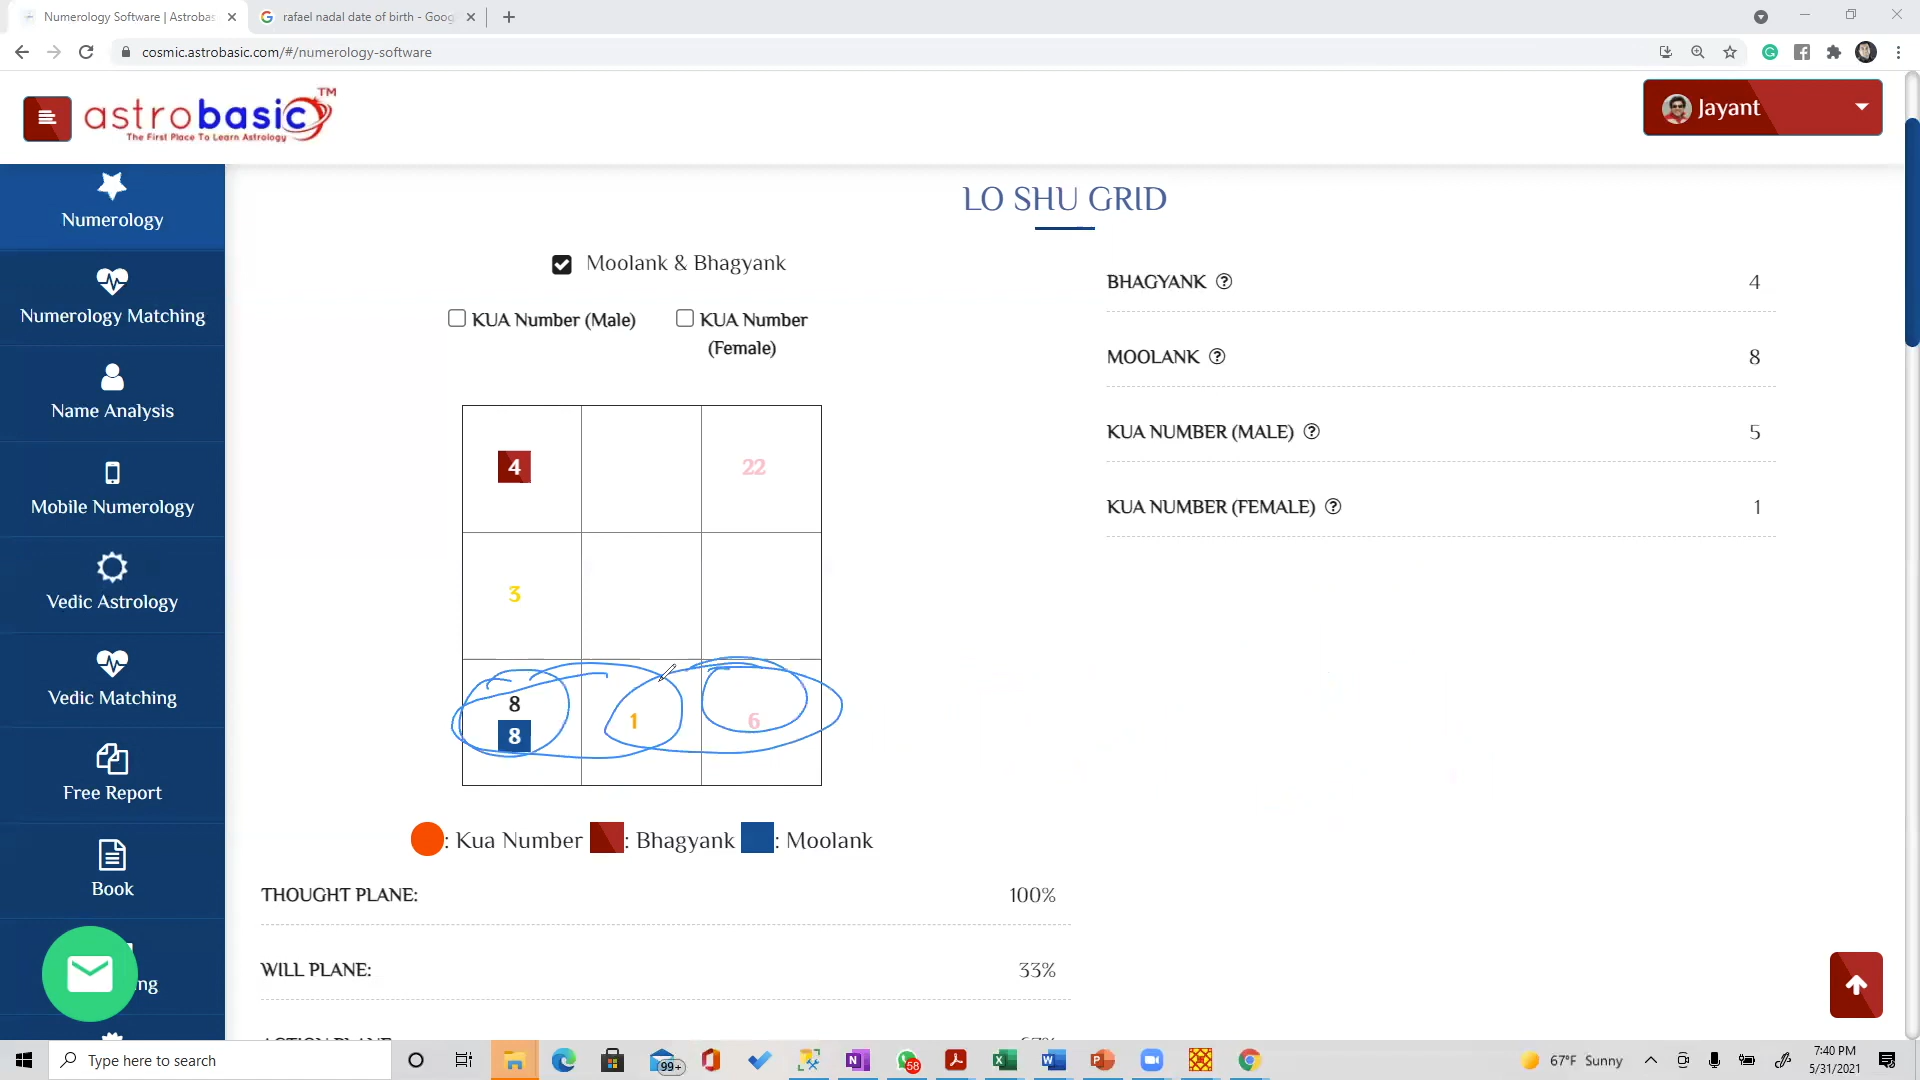 Numerology Software | Astrobas
rafael nadal date of birth - Goog
cosmic.astrobasic.com/#/numerology-software
astrobasic TM
The First Place To Learn Astrology
Jayant
Numerology
Numerology Matching
Name Analysis
Mobile Numerology
Vedic Astrology
Vedic Matching
Free Report
Book
ng
LO SHU GRID
Moolank & Bhagyank
KUA Number (Male)
KUA Number
(Female)
4 22
3
8
8 1 6
: Kua Number : Bhagyank : Moolank
THOUGHT PLANE: 100%
WILL PLANE: 33%
BHAGYANK ? 4
MOOLANK ? 8
KUA NUMBER (MALE) ? 5
KUA NUMBER (FEMALE) ? 1
Type here to search
99+
58
67°F Sunny
7:40 PM
5/31/2021